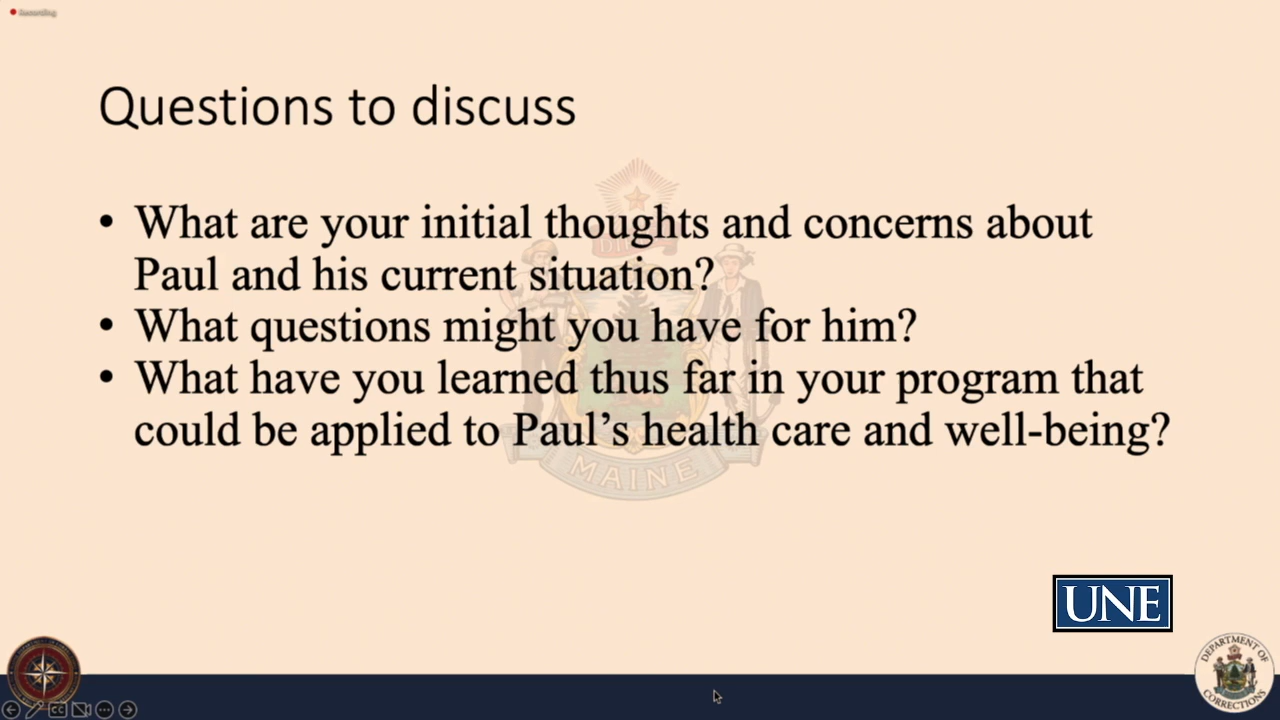 Recording
Questions to discuss
• What are your initial thoughts and concerns about
Paul and his current situation?
• What questions might you have for him?
• What have you learned thus far in your program that
could be applied to Paul’s health care and well-being?
MAINE
UNE
DEPARTMENT OF
CORRECTIONS
CC